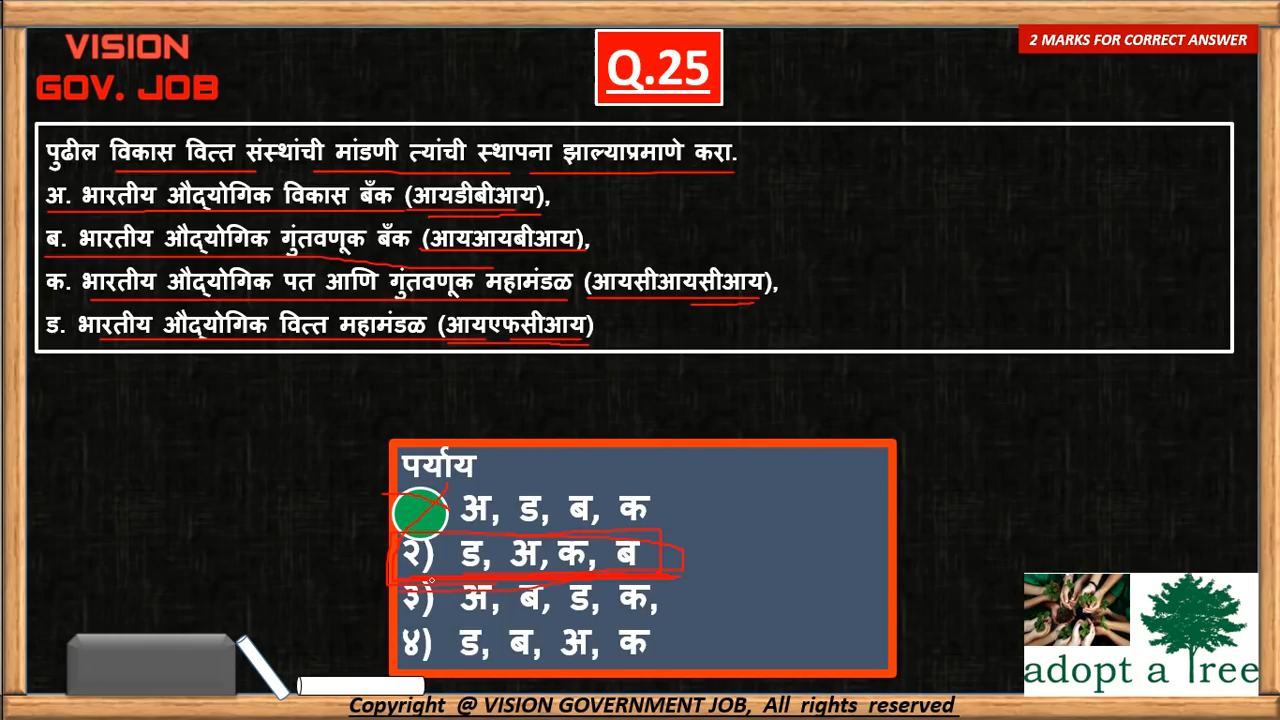 VISION
GOV. JOB
Q.25
2 MARKS FOR CORRECT ANSWER
पुढील विकास वित्त संस्थांची मांडणी त्यांची स्थापना झाल्याप्रमाणे करा.
अ. भारतीय औद्योगिक विकास बँक (आयडीबीआय),
ब. भारतीय औद्योगिक गुंतवणूक बँक (आयआयबीआय),
क. भारतीय औद्योगिक पत आणि गुंतवणूक महामंडळ (आयसीआयसीआय),
ड. भारतीय औद्योगिक वित्त महामंडळ (आयएफसीआय)
पर्याय
अ, ड, ब, क
२) ड, अ, क, ब
३) अ, ब, ड, क,
४) ड, ब, अ, क
adopt a Tree
Copyright @ VISION GOVERNMENT JOB, All rights reserved